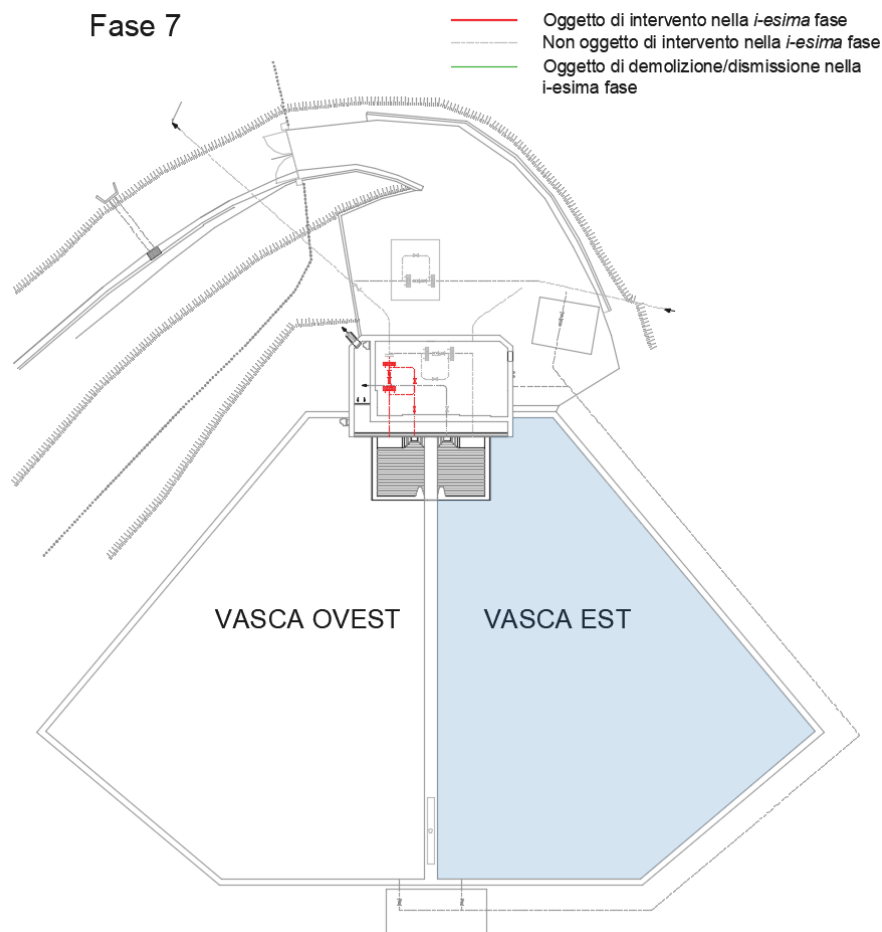 Fase 7
Oggetto di intervento nella i-esima fase
Non oggetto di intervento nella i-esima fase
Oggetto di demolizione/dismissione nella
i-esima fase
VASCA OVEST
VASCA EST